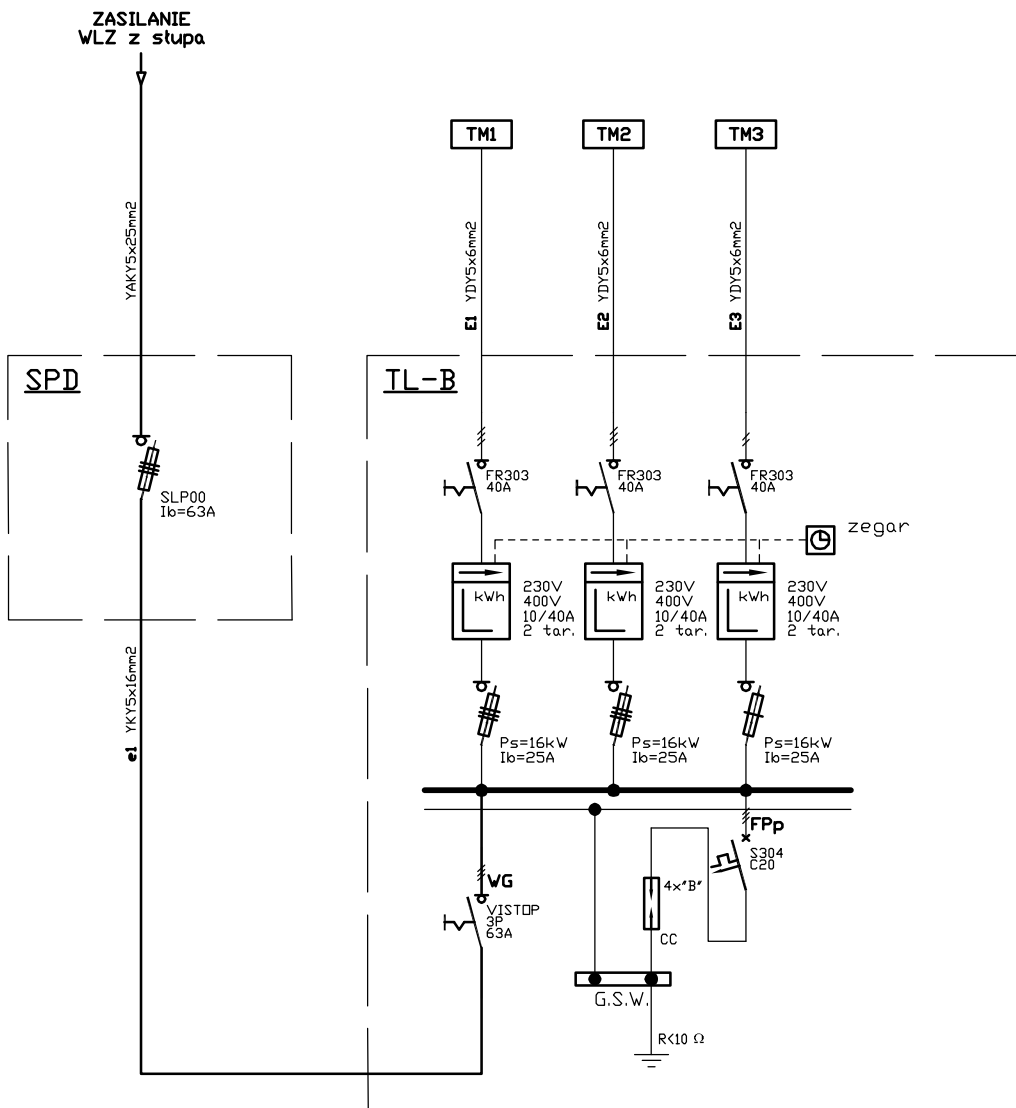 ZASILANIE
WLZ z słupa
TM1
TM2
TM3
YAKY5x25mm2
E1 YDY5x6mm2
E2 YDY5x6mm2
E3 YDY5x6mm2
SPD
TL-B
SLP00
Ib=63A
FR303
40A
FR303
40A
FR303
40A
zegar
kWh
230V
400V
10/40A
2 tar.
kWh
230V
400V
10/40A
2 tar.
kWh
230V
400V
10/40A
2 tar.
e1 YKY5x16mm2
Ps=16kW
Ib=25A
Ps=16kW
Ib=25A
Ps=16kW
Ib=25A
FPp
S304
C20
WG
VISTOP
3P
63A
4x"B"
CC
G.S.W.
R<10 Ω